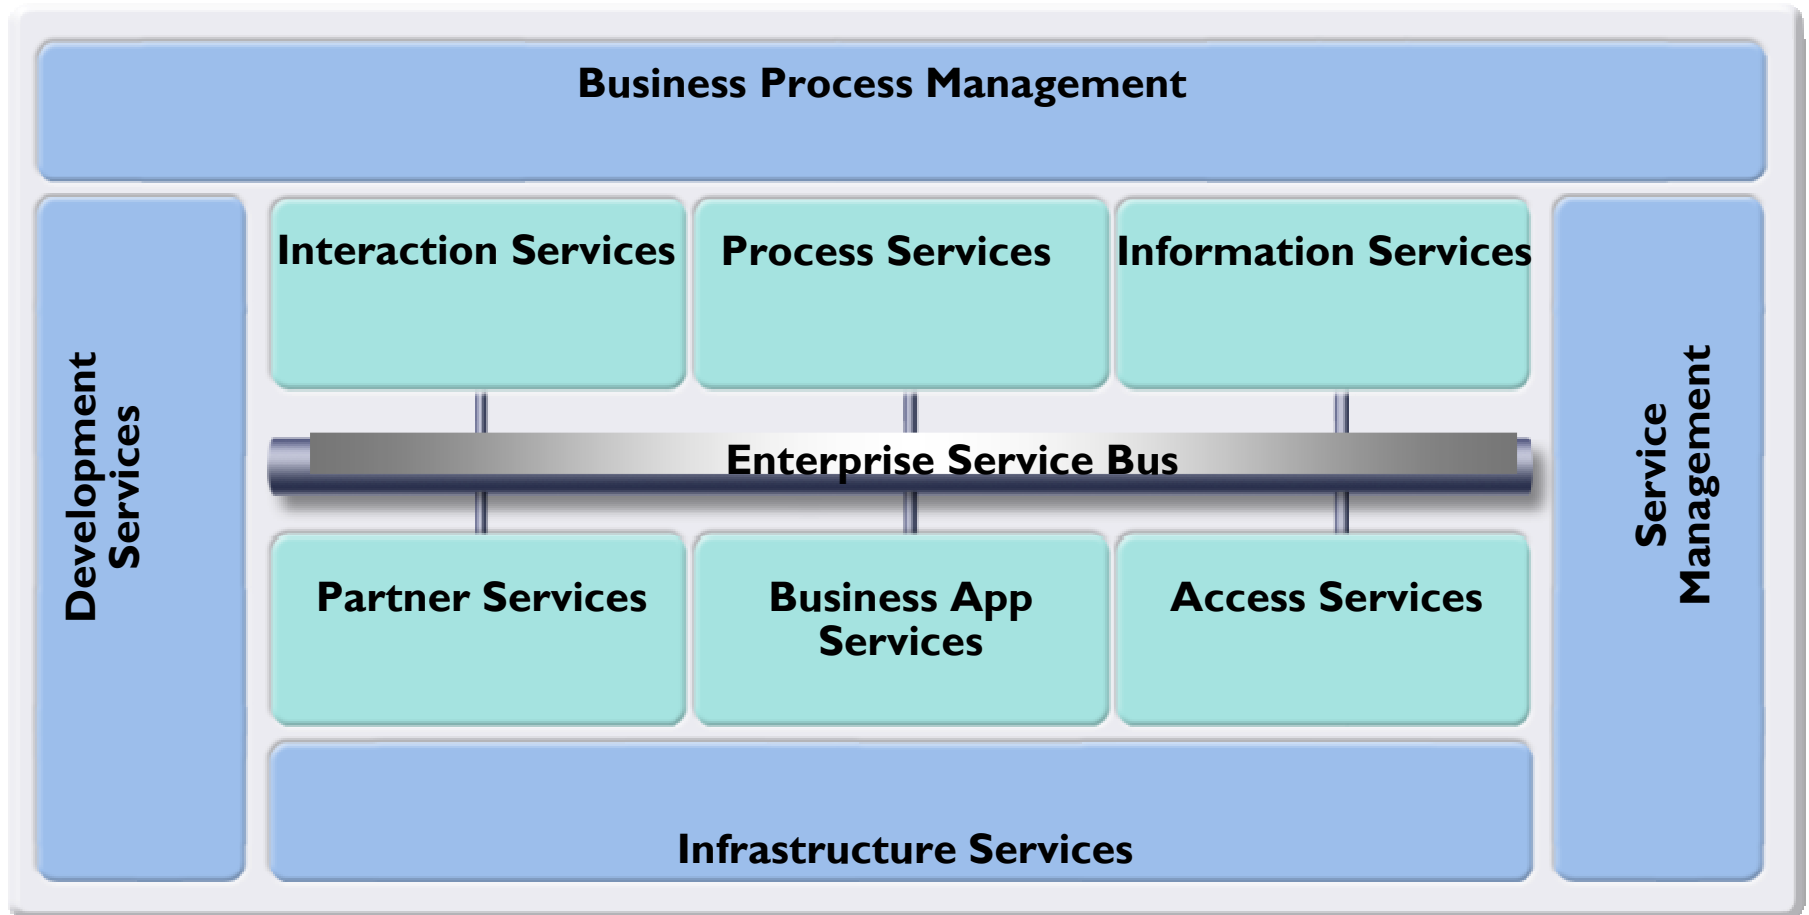 Business Process Management
Development
Services
Interaction Services
Process Services
Information Services
Service
Management
Enterprise Service Bus
Partner Services
Business App
Services
Access Services
Infrastructure Services